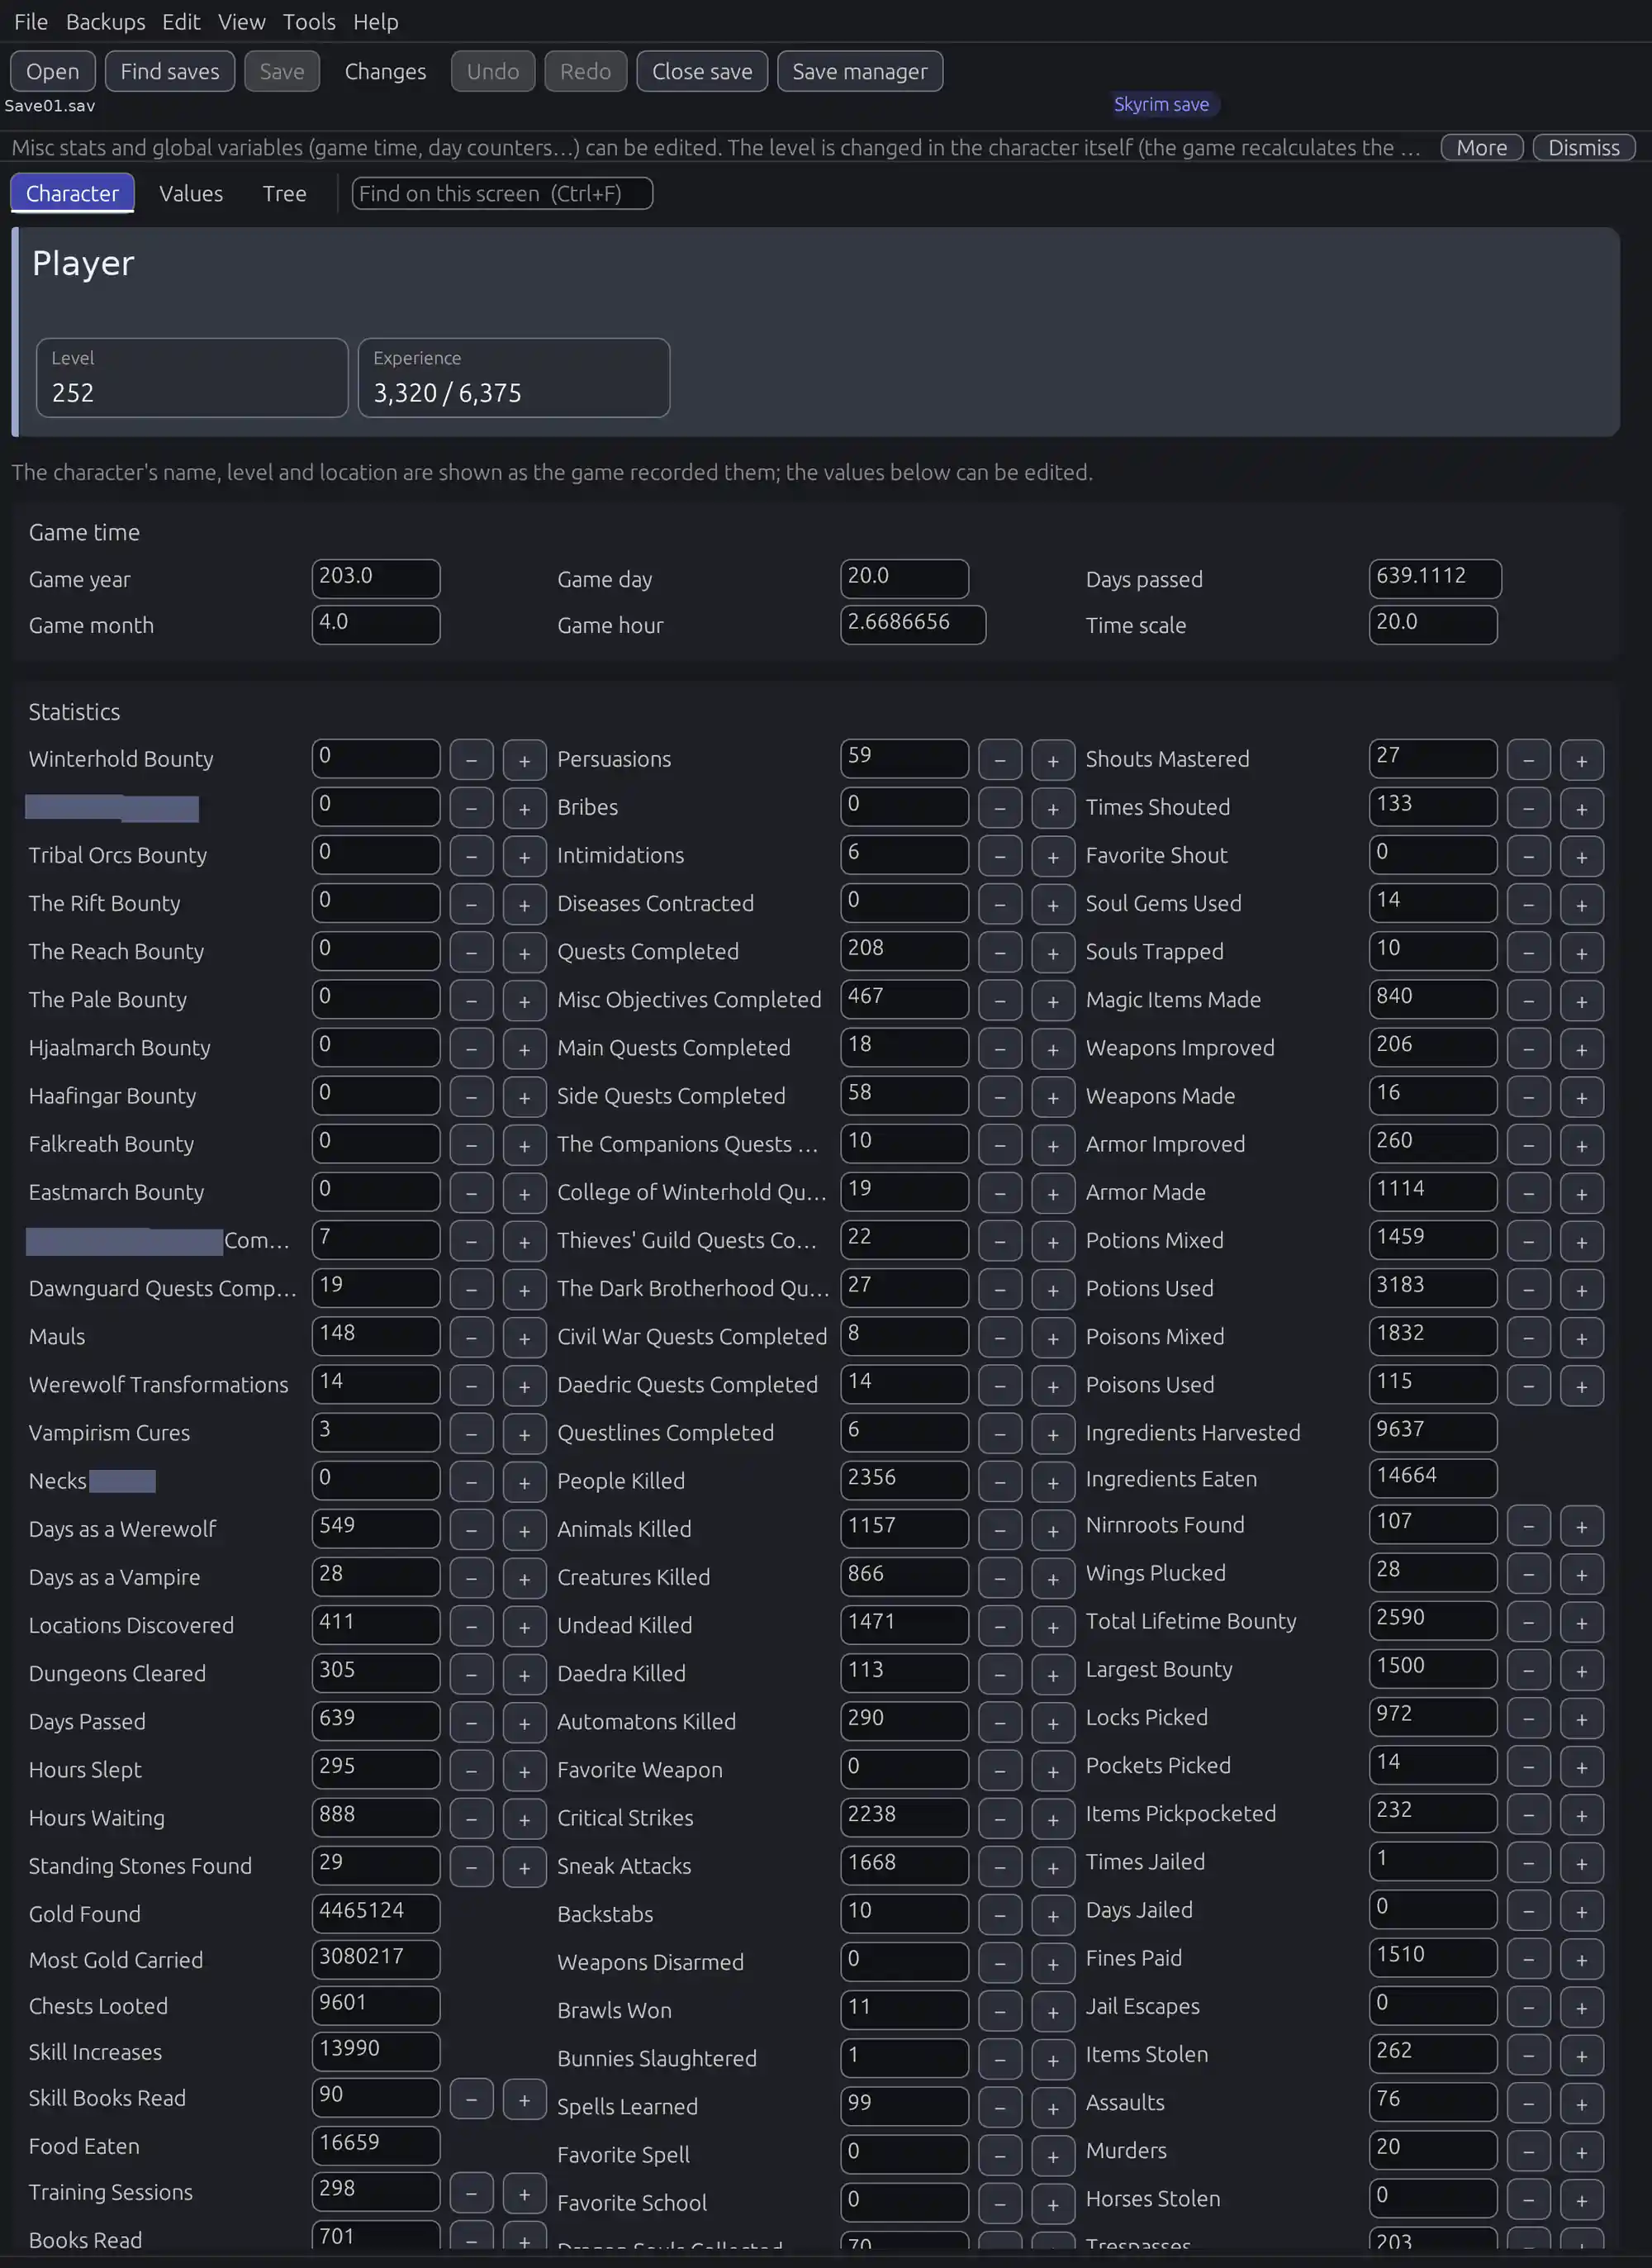 File Backups Edit View Tools Help
Open Find saves Save Changes Undo Redo Close save Save manager
Save01.sav Skyrim save
Misc stats and global variables (game time, day counters...) can be edited. The level is changed in the character itself (the game recalculates the ... More Dismiss
Character Values Tree Find on this screen (Ctrl+F)
Player
Level Experience
252 3,320 / 6,375
The character's name, level and location are shown as the game recorded them; the values below can be edited.
Game time
Game year 203.0 Game day 20.0 Days passed 639.1112
Game month 4.0 Game hour 2.6686656 Time scale 20.0
Statistics
Winterhold Bounty 0 − + Persuasions 59 − + Shouts Mastered 27 − +
0 − + Bribes 0 − + Times Shouted 133 − +
Tribal Orcs Bounty 0 − + Intimidations 6 − + Favorite Shout 0 − +
The Rift Bounty 0 − + Diseases Contracted 0 − + Soul Gems Used 14 − +
The Reach Bounty 0 − + Quests Completed 208 − + Souls Trapped 10 − +
The Pale Bounty 0 − + Misc Objectives Completed 467 − + Magic Items Made 840 − +
Hjaalmarch Bounty 0 − + Main Quests Completed 18 − + Weapons Improved 206 − +
Haafingar Bounty 0 − + Side Quests Completed 58 − + Weapons Made 16 − +
Falkreath Bounty 0 − + The Companions Quests ... 10 − + Armor Improved 260 − +
Eastmarch Bounty 0 − + College of Winterhold Qu... 19 − + Armor Made 1114 − +
Com... 7 − + Thieves' Guild Quests Co... 22 − + Potions Mixed 1459 − +
Dawnguard Quests Comp... 19 − + The Dark Brotherhood Qu... 27 − + Potions Used 3183 − +
Mauls 148 − + Civil War Quests Completed 8 − + Poisons Mixed 1832 − +
Werewolf Transformations 14 − + Daedric Quests Completed 14 − + Poisons Used 115 − +
Vampirism Cures 3 − + Questlines Completed 6 − + Ingredients Harvested 9637
Necks 0 − + People Killed 2356 − + Ingredients Eaten 14664
Days as a Werewolf 549 − + Animals Killed 1157 − + Nirnroots Found 107 − +
Days as a Vampire 28 − + Creatures Killed 866 − + Wings Plucked 28 − +
Locations Discovered 411 − + Undead Killed 1471 − + Total Lifetime Bounty 2590 − +
Dungeons Cleared 305 − + Daedra Killed 113 − + Largest Bounty 1500 − +
Days Passed 639 − + Automatons Killed 290 − + Locks Picked 972 − +
Hours Slept 295 − + Favorite Weapon 0 − + Pockets Picked 14 − +
Hours Waiting 888 − + Critical Strikes 2238 − + Items Pickpocketed 232 − +
Standing Stones Found 29 − + Sneak Attacks 1668 − + Times Jailed 1 − +
Gold Found 4465124 Backstabs 10 − + Days Jailed 0 − +
Most Gold Carried 3080217 Weapons Disarmed 0 − + Fines Paid 1510 − +
Chests Looted 9601 Brawls Won 11 − + Jail Escapes 0 − +
Skill Increases 13990 Bunnies Slaughtered 1 − + Items Stolen 262 − +
Skill Books Read 90 − + Spells Learned 99 − + Assaults 76 − +
Food Eaten 16659 Favorite Spell 0 − + Murders 20 − +
Training Sessions 298 − + Favorite School 0 − + Horses Stolen 0 − +
Books Read 701 − + Dragon Souls Collected 70 − + Trespasses 203 − +